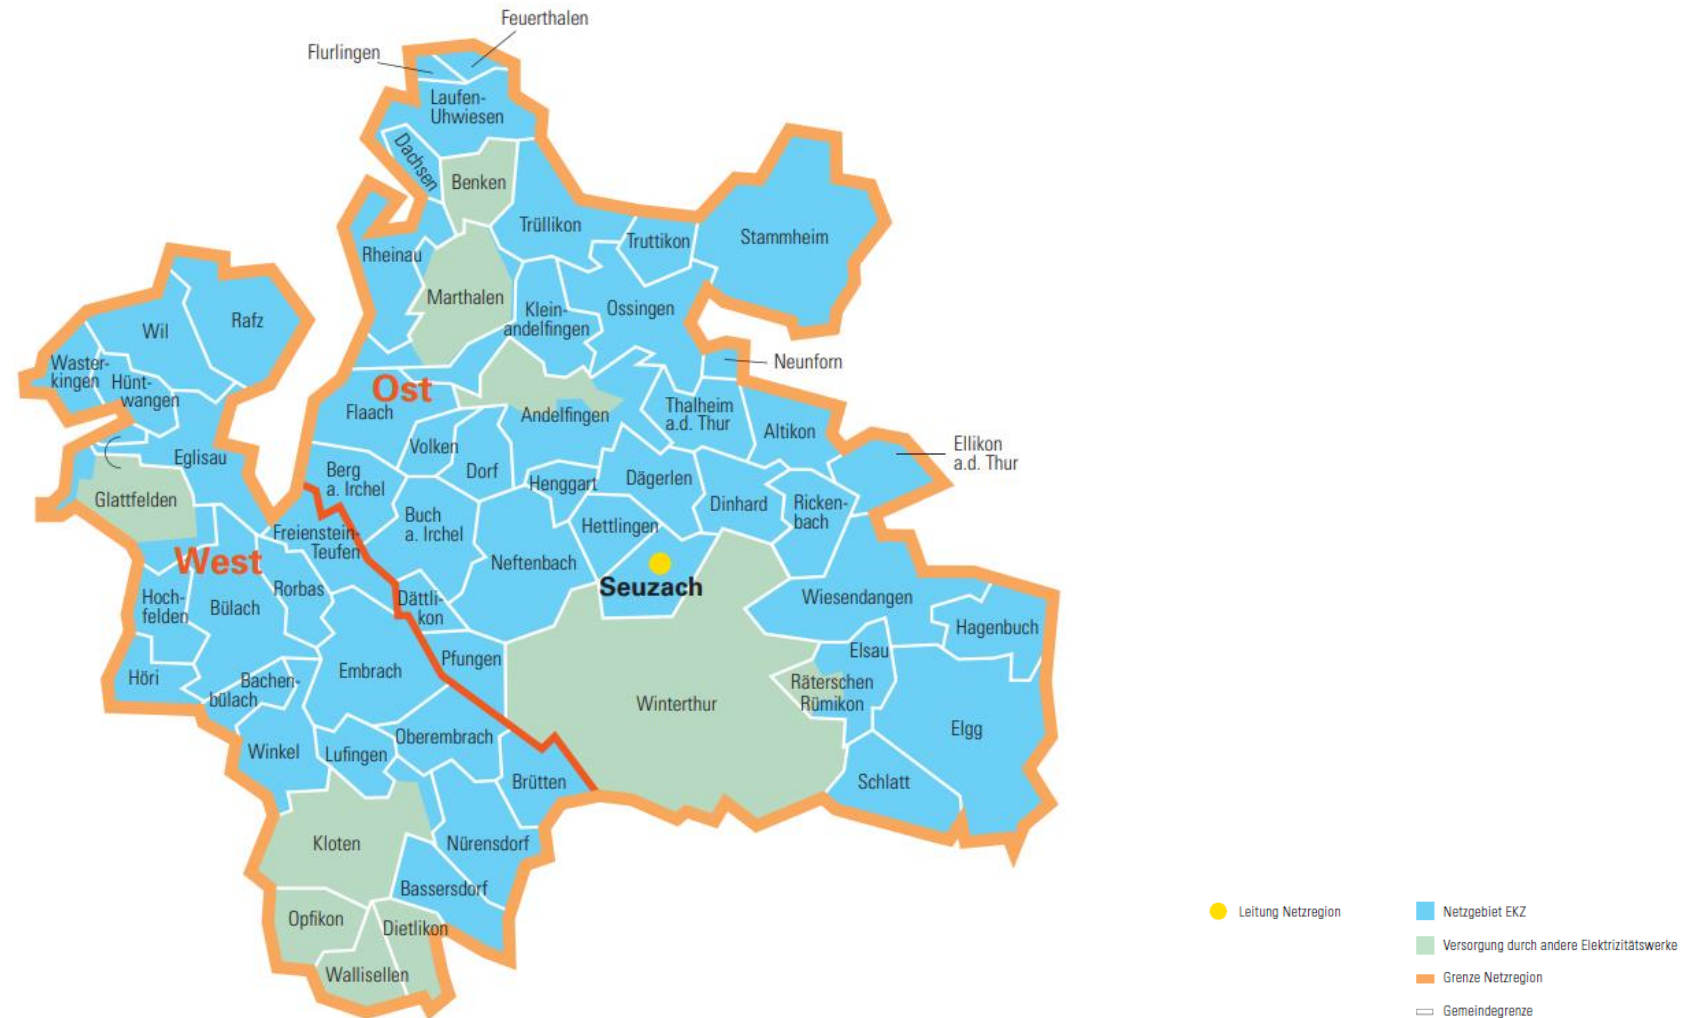 Feuerthalen
Flurlingen
Laufen-
Uhwiesen
Dachsen
Benken
Trüllikon
Truttikon
Stammheim
Rheinau
Marthalen
Klein-
andelfingen
Ossingen
Wil
Rafz
Neunforn
Waster-
kingen
Hünt-
wangen
Ost
Flaach
Andelfingen
Thalheim
a.d. Thur
Altikon
Ellikon
a.d. Thur
Eglisau
Volken
Dorf
Berg
a. Irchel
Henggart
Dägerlen
Dinhard
Ricken-
bach
Glattfelden
Buch
a. Irchel
Hettlingen
Freienstein-
Teufen
West
Neftenbach
Seuzach
Hoch-
felden
Bülach
Rorbas
Dättli-
kon
Wiesendangen
Hagenbuch
Elsau
Höri
Bachen-
bülach
Embrach
Pfungen
Räterschen
Rümikon
Winterthur
Elgg
Winkel
Lufingen
Oberembrach
Brütten
Schlatt
Kloten
Nürensdorf
Bassersdorf
Opfikon
Dietlikon
Wallisellen
Leitung Netzregion
Netzgebiet EKZ
Versorgung durch andere Elektrizitätswerke
Grenze Netzregion
Gemeindegrenze